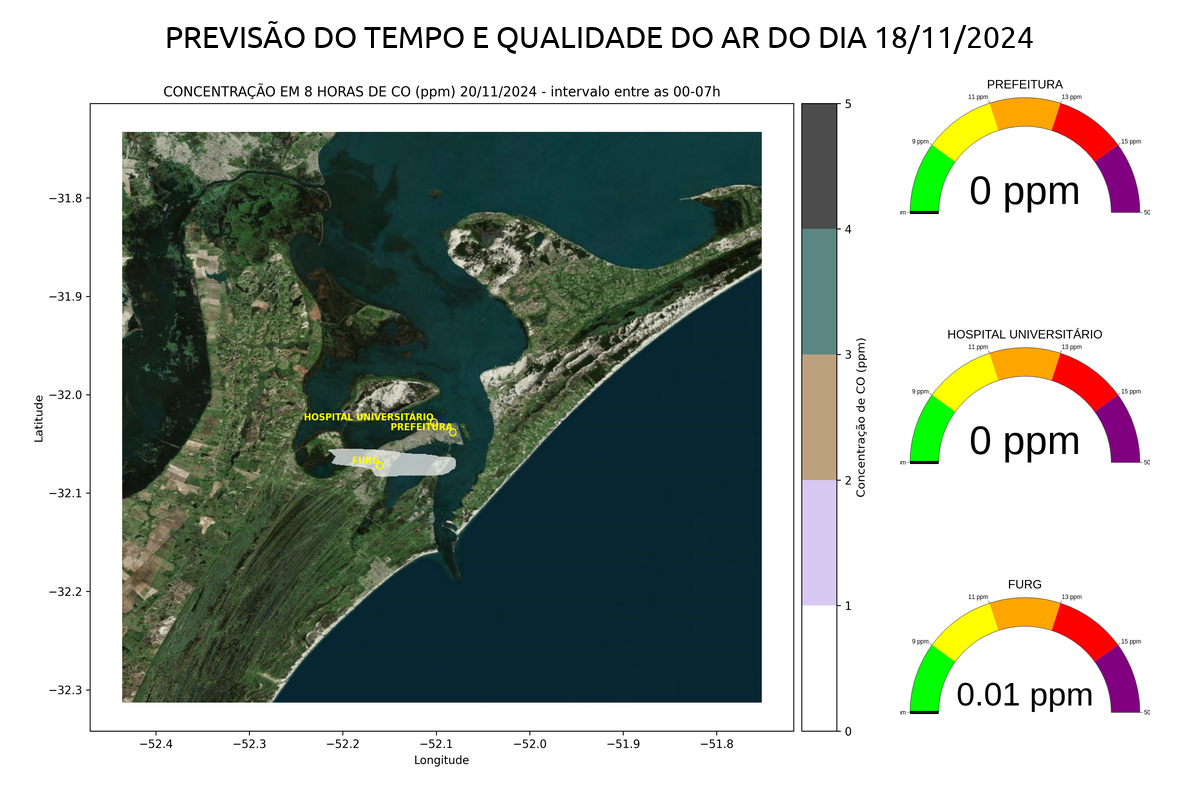 PREVISÃO DO TEMPO E QUALIDADE DO AR DO DIA 18/11/2024
CONCENTRAÇÃO EM 8 HORAS DE CO (ppm) 20/11/2024 - intervalo entre as 00-07h
Latitude
−31.8
−31.9
−32.0
−32.1
−32.2
−32.3
HOSPITAL UNIVERSITÁRIO
PREFEITURA
FURG
−52.4
−52.3
−52.2
−52.1
−52.0
−51.9
−51.8
Longitude
5
4
3
2
1
0
Concentração de CO (ppm)
PREFEITURA
11 ppm
13 ppm
9 ppm
15 ppm
0 ppm
m
50
HOSPITAL UNIVERSITÁRIO
11 ppm
13 ppm
9 ppm
15 ppm
0 ppm
m
50
FURG
11 ppm
13 ppm
9 ppm
15 ppm
0.01 ppm
m
50